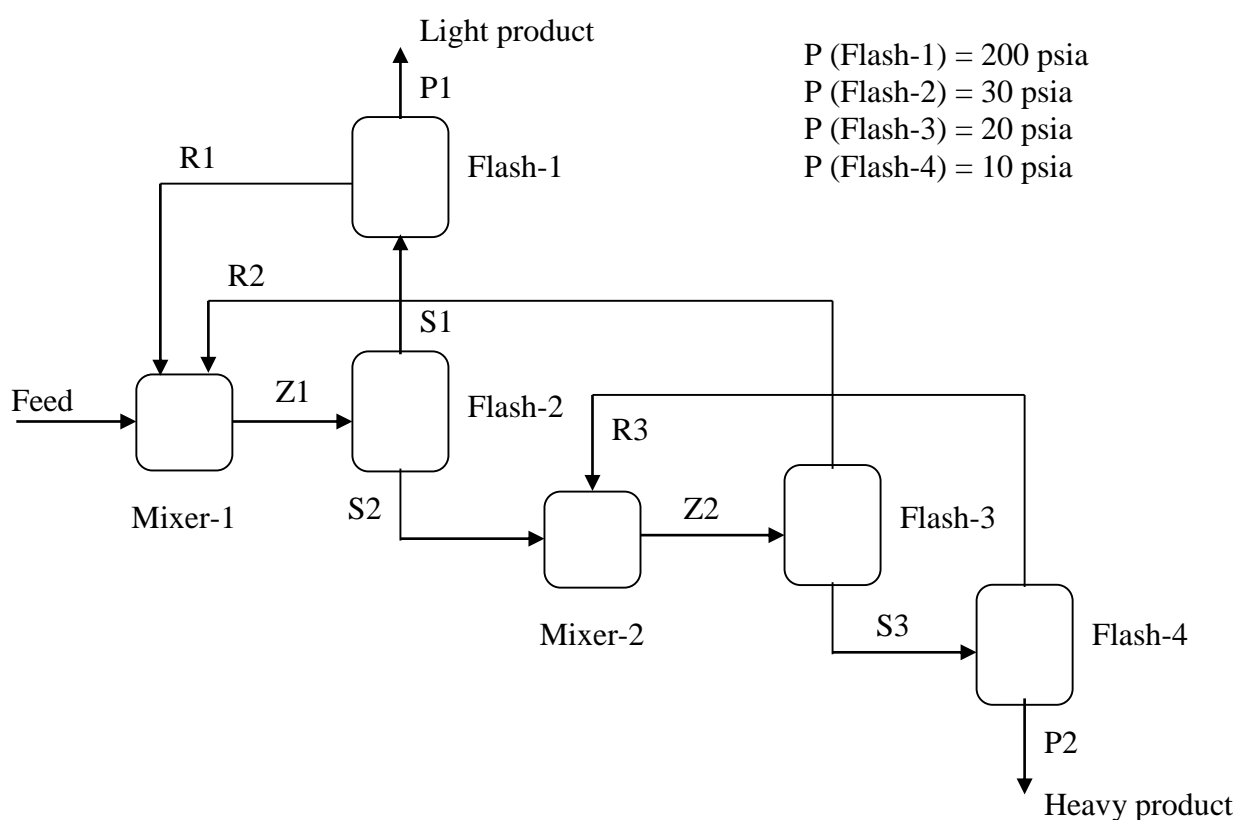 Light product
P (Flash-1) = 200 psia
P (Flash-2) = 30 psia
P (Flash-3) = 20 psia
P (Flash-4) = 10 psia
P1
R1
Flash-1
R2
S1
Feed
Z1
Flash-2
R3
Mixer-1
S2
Z2
Flash-3
Mixer-2
S3
Flash-4
P2
Heavy product